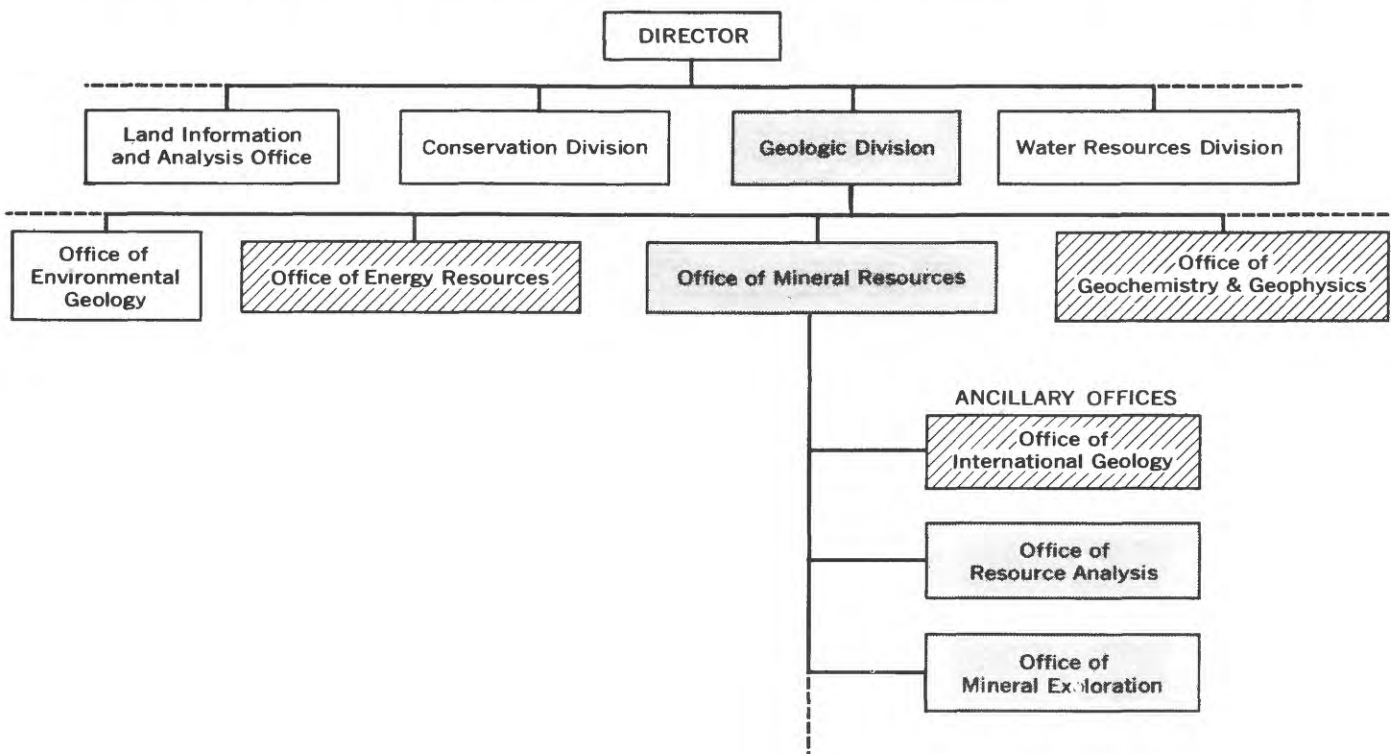 DIRECTOR
Land Information
and Analysis Office
Conservation Division
Geologic Division
Water Resources Division
Office of
Environmental
Geology
Office of Energy Resources
Office of Mineral Resources
Office of
Geochemistry & Geophysics
ANCILLARY OFFICES
Office of
International Geology
Office of
Resource Analysis
Office of
Mineral Exploration